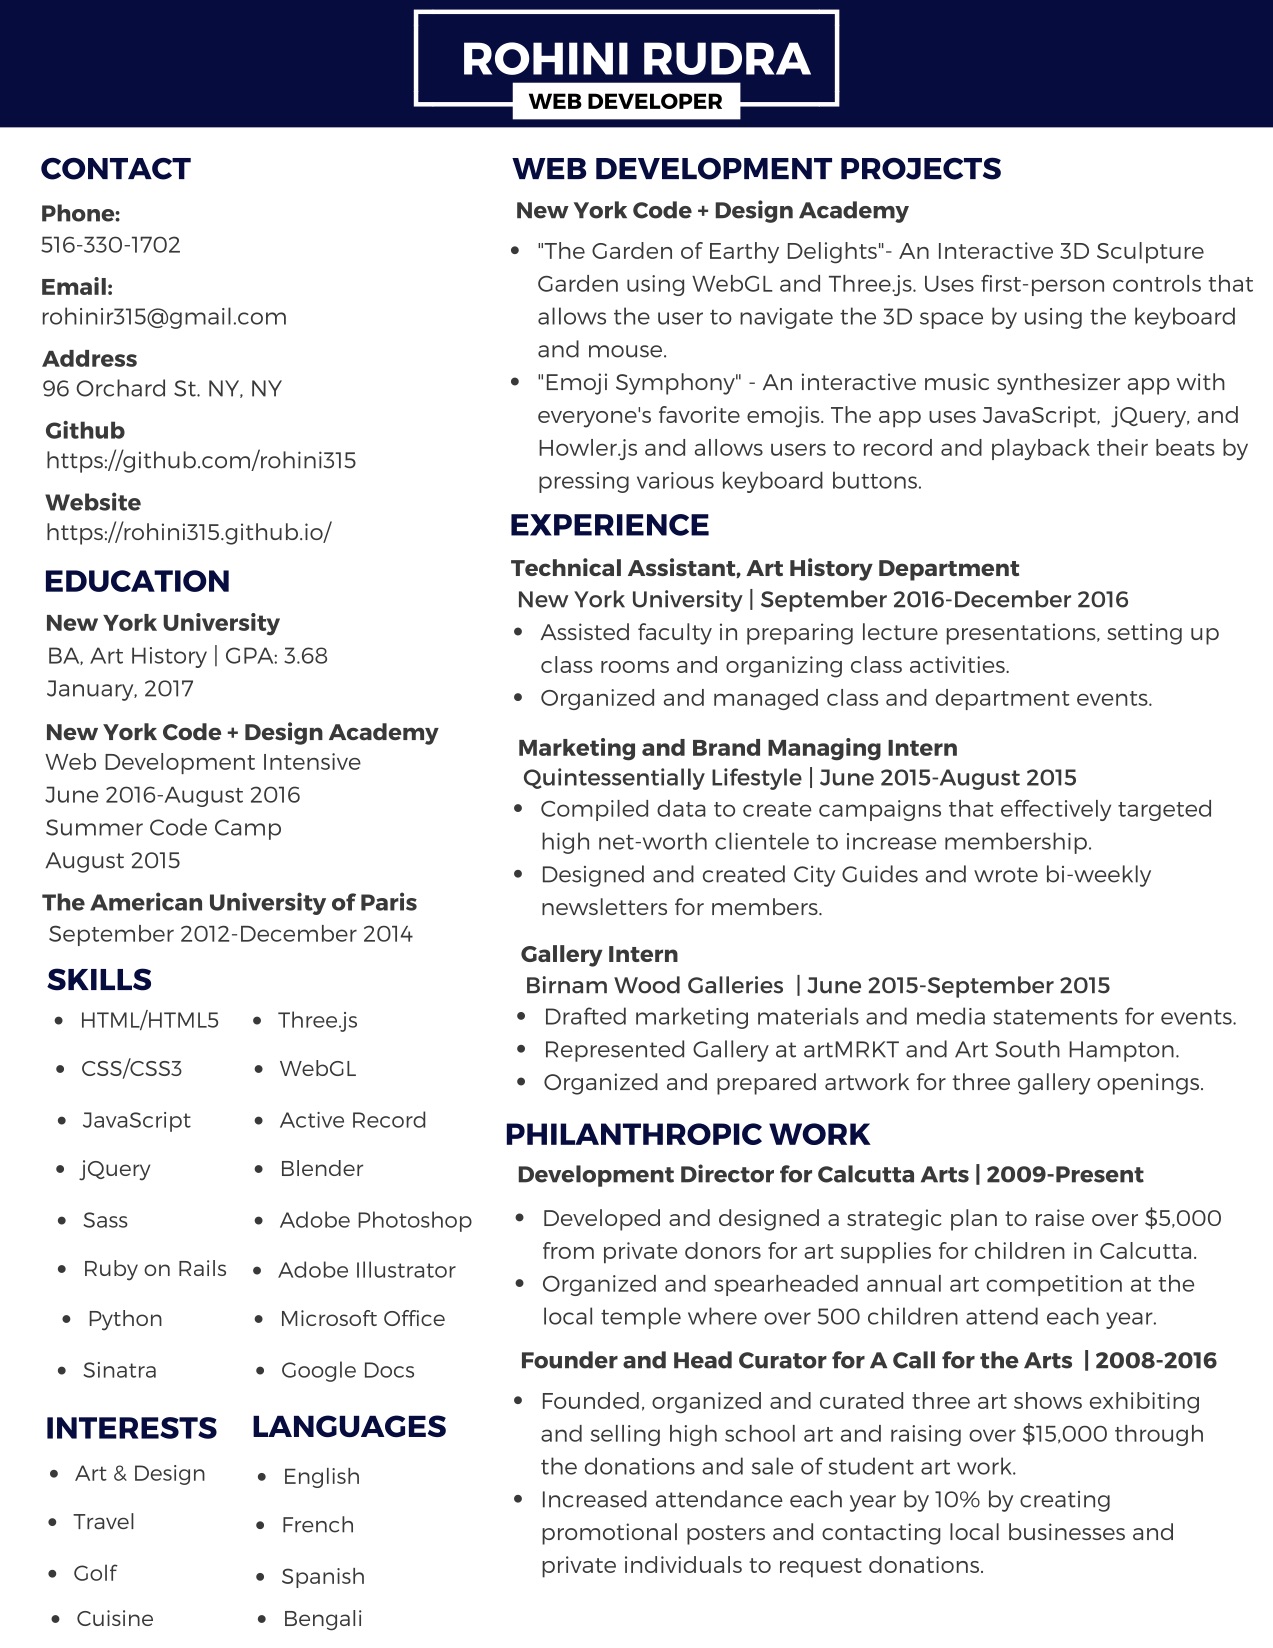 ROHINI RUDRA
WEB DEVELOPER
CONTACT
Phone:
516-330-1702
Email:
rohinir315@gmail.com
Address
96 Orchard St. NY, NY
Github
https://github.com/rohini315
Website
https://rohini315.github.io/
EDUCATION
New York University
BA, Art History | GPA: 3.68
January, 2017
New York Code + Design Academy
Web Development Intensive
June 2016-August 2016
Summer Code Camp
August 2015
The American University of Paris
September 2012-December 2014
SKILLS
• HTML/HTML5
• CSS/CSS3
• JavaScript
• jQuery
• Sass
• Ruby on Rails
• Python
• Sinatra
• Three.js
• WebGL
• Active Record
• Blender
• Adobe Photoshop
• Adobe Illustrator
• Microsoft Office
• Google Docs
INTERESTS
• Art & Design
• Travel
• Golf
• Cuisine
LANGUAGES
• English
• French
• Spanish
• Bengali
WEB DEVELOPMENT PROJECTS
New York Code + Design Academy
• "The Garden of Earthy Delights"- An Interactive 3D Sculpture
Garden using WebGL and Three.js. Uses first-person controls that
allows the user to navigate the 3D space by using the keyboard
and mouse.
• "Emoji Symphony" - An interactive music synthesizer app with
everyone's favorite emojis. The app uses JavaScript, jQuery, and
Howler.js and allows users to record and playback their beats by
pressing various keyboard buttons.
EXPERIENCE
Technical Assistant, Art History Department
New York University | September 2016-December 2016
• Assisted faculty in preparing lecture presentations, setting up
class rooms and organizing class activities.
• Organized and managed class and department events.
Marketing and Brand Managing Intern
Quintessentially Lifestyle | June 2015-August 2015
• Compiled data to create campaigns that effectively targeted
high net-worth clientele to increase membership.
• Designed and created City Guides and wrote bi-weekly
newsletters for members.
Gallery Intern
Birnam Wood Galleries | June 2015-September 2015
• Drafted marketing materials and media statements for events.
• Represented Gallery at artMRKT and Art South Hampton.
• Organized and prepared artwork for three gallery openings.
PHILANTHROPIC WORK
Development Director for Calcutta Arts | 2009-Present
• Developed and designed a strategic plan to raise over $5,000
from private donors for art supplies for children in Calcutta.
• Organized and spearheaded annual art competition at the
local temple where over 500 children attend each year.
Founder and Head Curator for A Call for the Arts | 2008-2016
• Founded, organized and curated three art shows exhibiting
and selling high school art and raising over $15,000 through
the donations and sale of student art work.
• Increased attendance each year by 10% by creating
promotional posters and contacting local businesses and
private individuals to request donations.